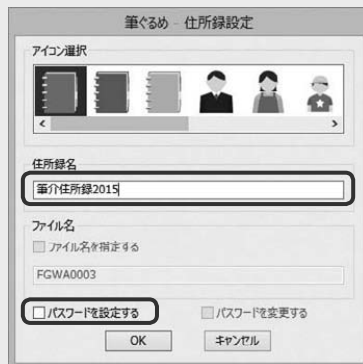 筆ぐるめ - 住所録設定
アイコン選択
住所録名
筆介住所録2015
ファイル名
ファイル名を指定する
FGWA0003
パスワードを設定する
パスワードを変更する
OK
キャンセル